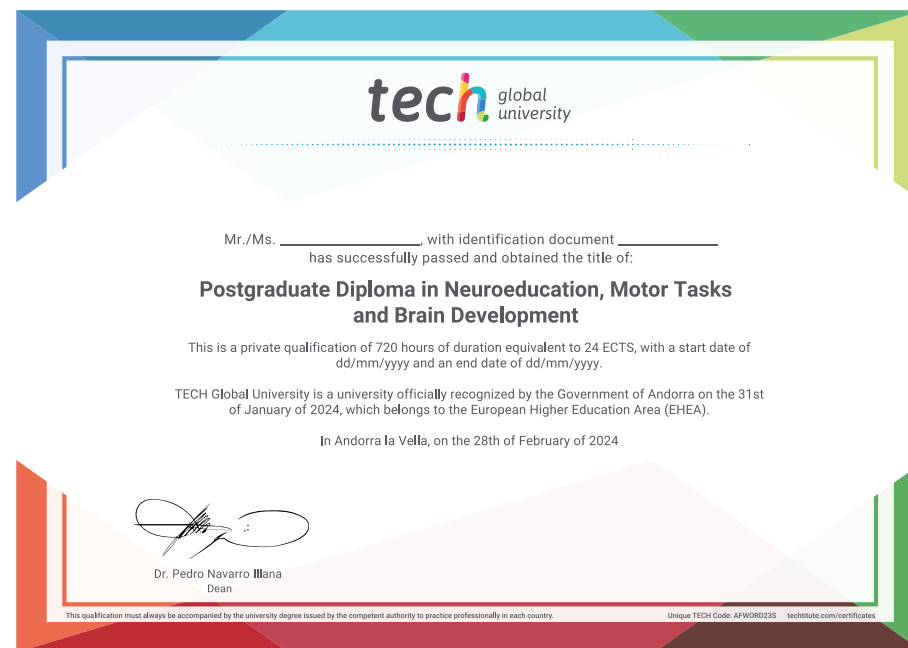 tech global university
Mr./Ms. ____________________, with identification document ______________
has successfully passed and obtained the title of:
Postgraduate Diploma in Neuroeducation, Motor Tasks
and Brain Development
This is a private qualification of 720 hours of duration equivalent to 24 ECTS, with a start date of
dd/mm/yyyy and an end date of dd/mm/yyyy.
TECH Global University is a university officially recognized by the Government of Andorra on the 31st
of January of 2024, which belongs to the European Higher Education Area (EHEA).
In Andorra la Vella, on the 28th of February of 2024
Dr. Pedro Navarro Illana
Dean
This qualification must always be accompanied by the university degree issued by the competent authority to practice professionally in each country.
Unique TECH Code: AFWORD23S techtitute.com/certificates